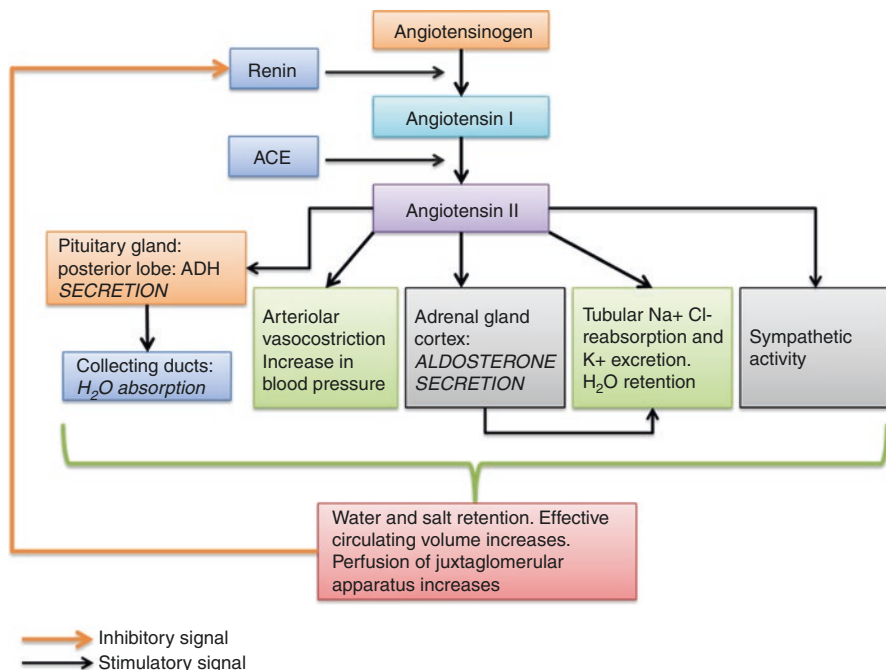 Angiotensinogen
Renin
Angiotensin I
ACE
Angiotensin II
Pituitary gland:
posterior lobe: ADH
SECRETION
Collecting ducts:
H₂O absorption
Arteriolar
vasocostriction
Increase in
blood pressure
Adrenal gland
cortex:
ALDOSTERONE
SECRETION
Tubular Na+ Cl-
reabsorption and
K+ excretion.
H₂O retention
Sympathetic
activity
Water and salt retention. Effective
circulating volume increases.
Perfusion of juxtaglomerular
apparatus increases
Inhibitory signal
Stimulatory signal